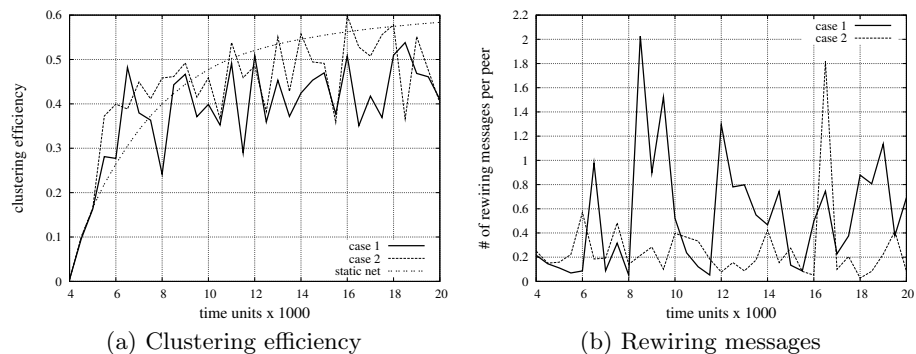 0.6
0.5
0.4
0.3
0.2
0.1
0
clustering efficiency
case 1
case 2
static net
4 6 8 10 12 14 16 18 20
time units x 1000
(a) Clustering efficiency
2.2
2
1.8
1.6
1.4
1.2
1
0.8
0.6
0.4
0.2
0
# of rewiring messages per peer
case 1
case 2
4 6 8 10 12 14 16 18 20
time units x 1000
(b) Rewiring messages